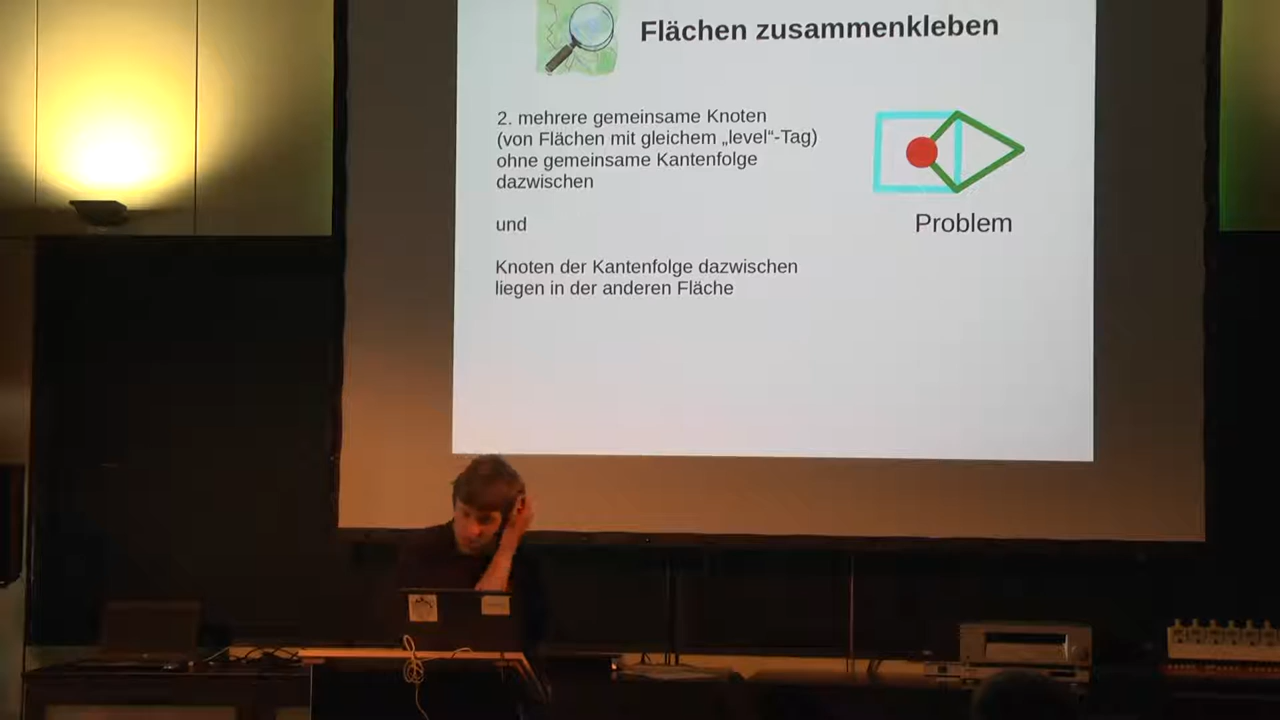 Flächen zusammenkleben
2. mehrere gemeinsame Knoten
(von Flächen mit gleichem „level“-Tag)
ohne gemeinsame Kantenfolge
dazwischen
und
Knoten der Kantenfolge dazwischen
liegen in der anderen Fläche
Problem